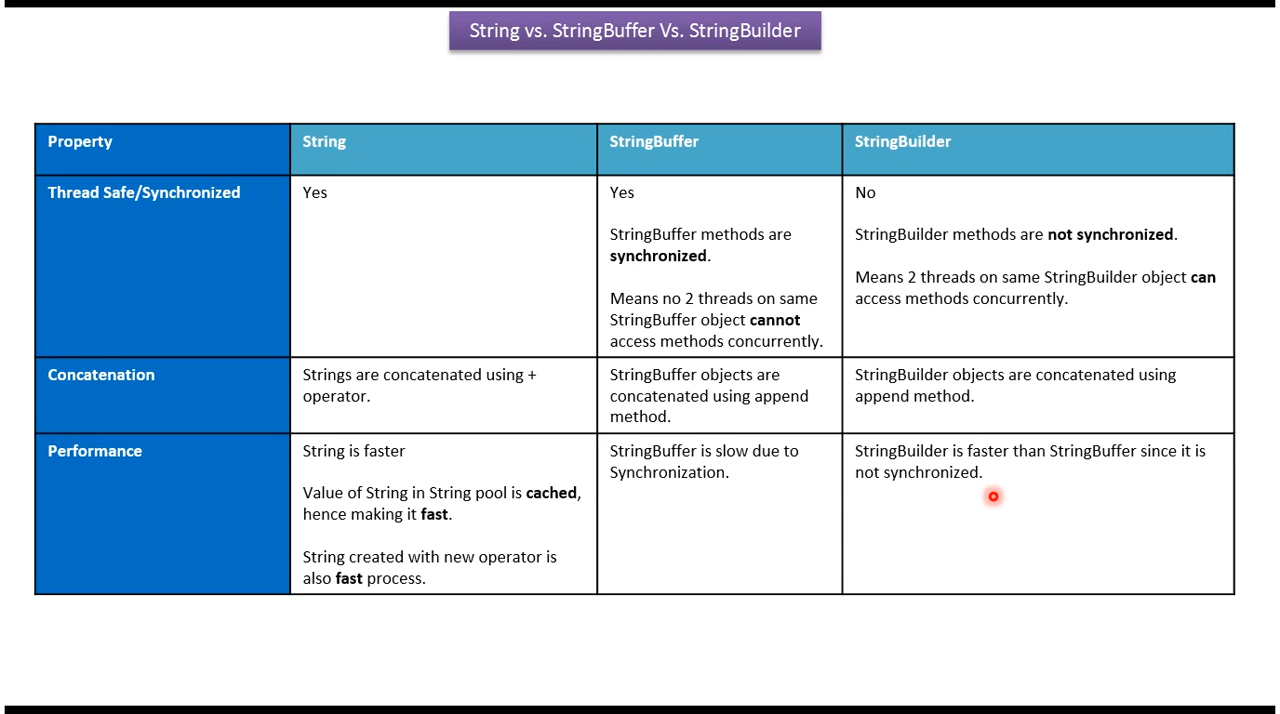 String vs. StringBuffer Vs. StringBuilder
Property
String
StringBuffer
StringBuilder
Thread Safe/Synchronized
Yes
Yes
StringBuffer methods are
synchronized.
Means no 2 threads on same
StringBuffer object cannot
access methods concurrently.
No
StringBuilder methods are not synchronized.
Means 2 threads on same StringBuilder object can
access methods concurrently.
Concatenation
Strings are concatenated using +
operator.
StringBuffer objects are
concatenated using append
method.
StringBuilder objects are concatenated using
append method.
Performance
String is faster
Value of String in String pool is cached,
hence making it fast.
String created with new operator is
also fast process.
StringBuffer is slow due to
Synchronization.
StringBuilder is faster than StringBuffer since it is
not synchronized.